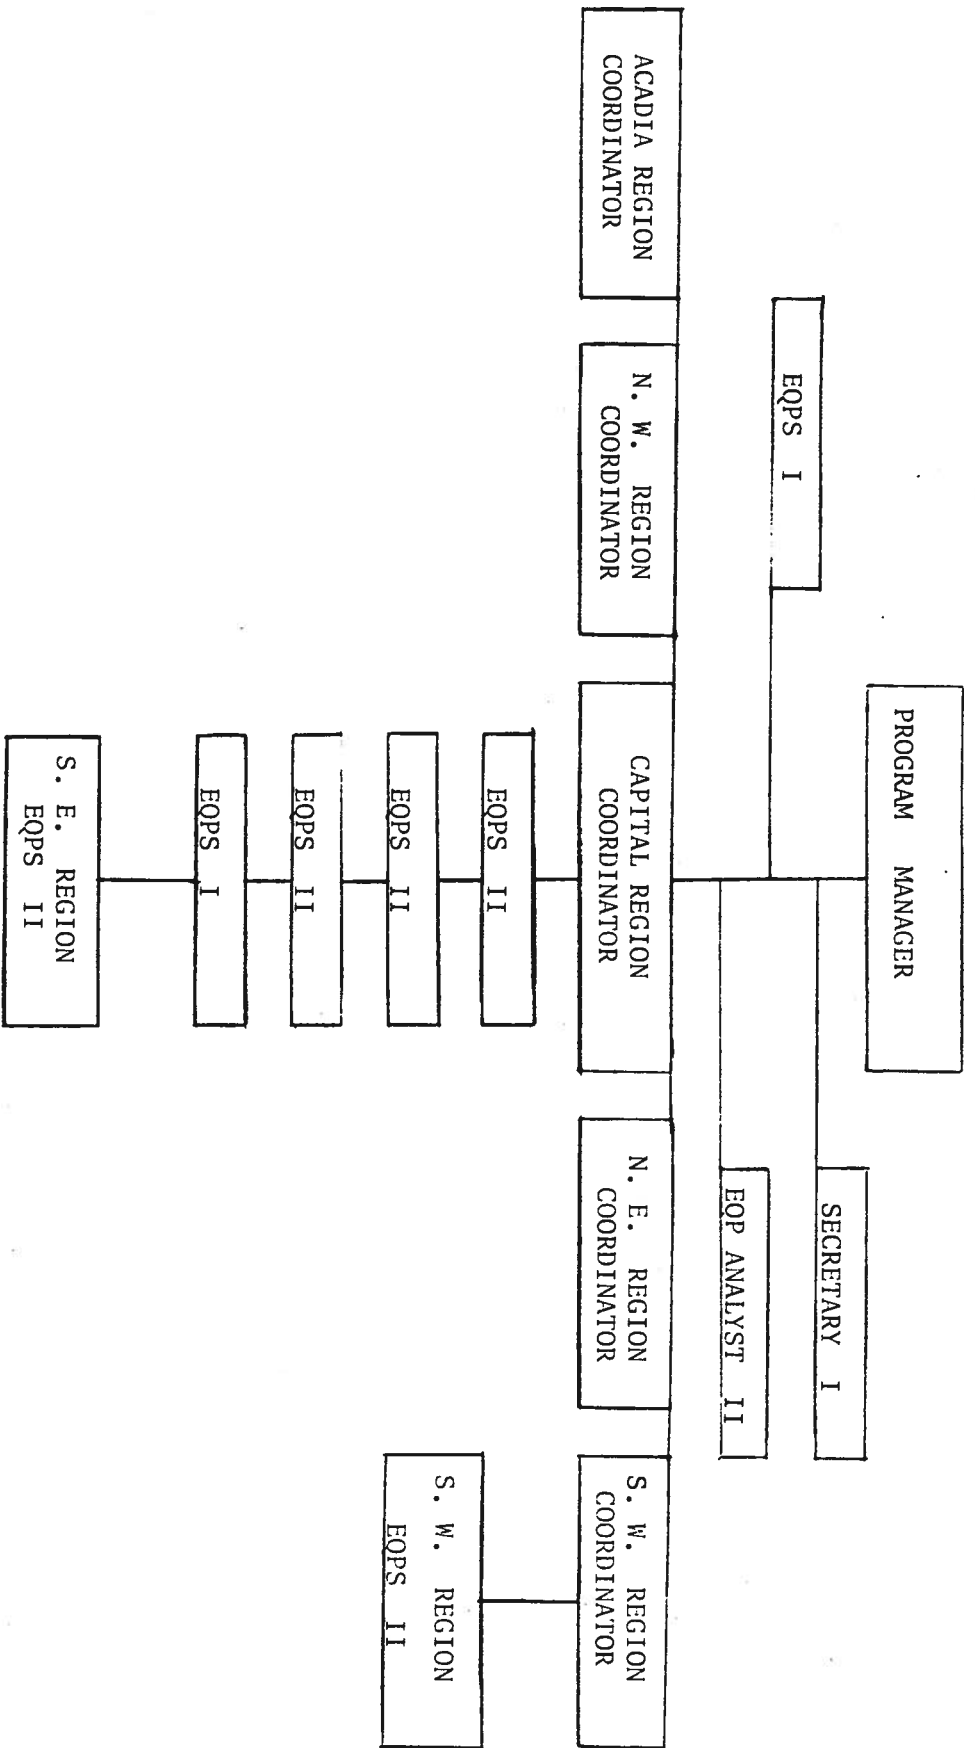 PROGRAM MANAGER
SECRETARY I
EQPS I
EQP ANALYST II
ACADIA REGION
COORDINATOR
N. W. REGION
COORDINATOR
CAPITAL REGION
COORDINATOR
N. E. REGION
COORDINATOR
S. W. REGION
COORDINATOR
EQPS II
EQPS II
S. W. REGION
EQPS II
EQPS II
EQPS I
S. E. REGION
EQPS II